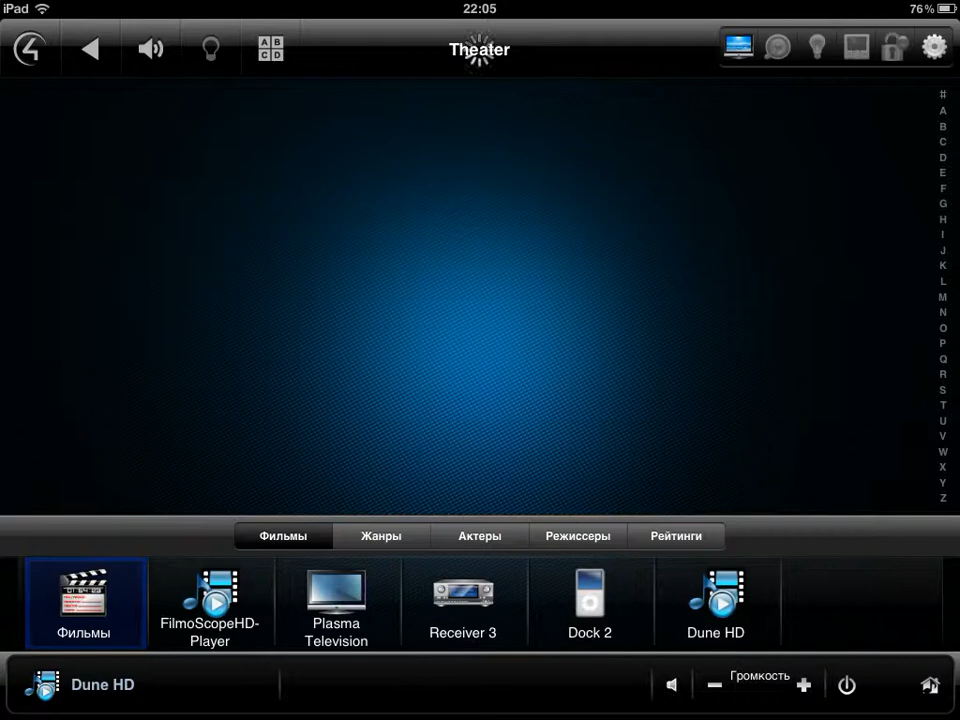 iPad
22:05
76%
4
A B
C D
Theater
#
A
B
C
D
E
F
G
H
I
J
K
L
M
N
O
P
Q
R
S
T
U
V
W
X
Y
Z
Фильмы
Жанры
Актеры
Режиссеры
Рейтинги
Фильмы
FilmoScopeHD-
Player
Plasma
Television
Receiver 3
Dock 2
Dune HD
Dune HD
Громкость